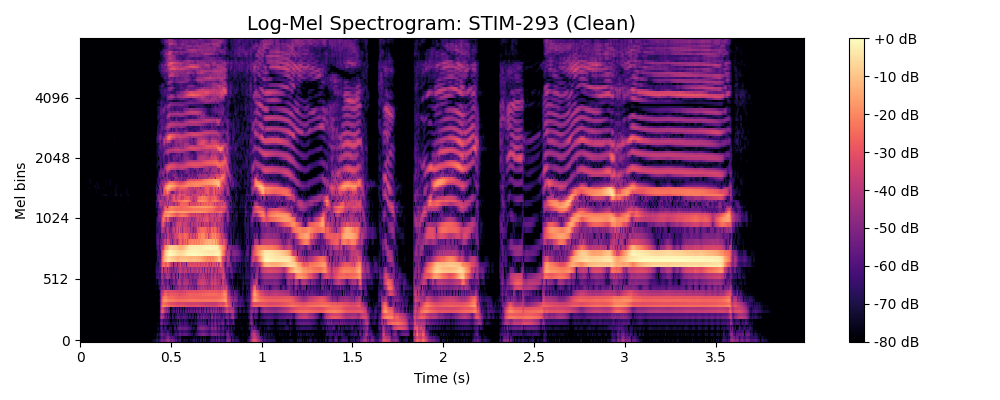 Log-Mel Spectrogram: STIM-293 (Clean)
Mel bins
4096
2048
1024
512
0
0
0.5
1
1.5
2
2.5
3
3.5
Time (s)
+0 dB
-10 dB
-20 dB
-30 dB
-40 dB
-50 dB
-60 dB
-70 dB
-80 dB